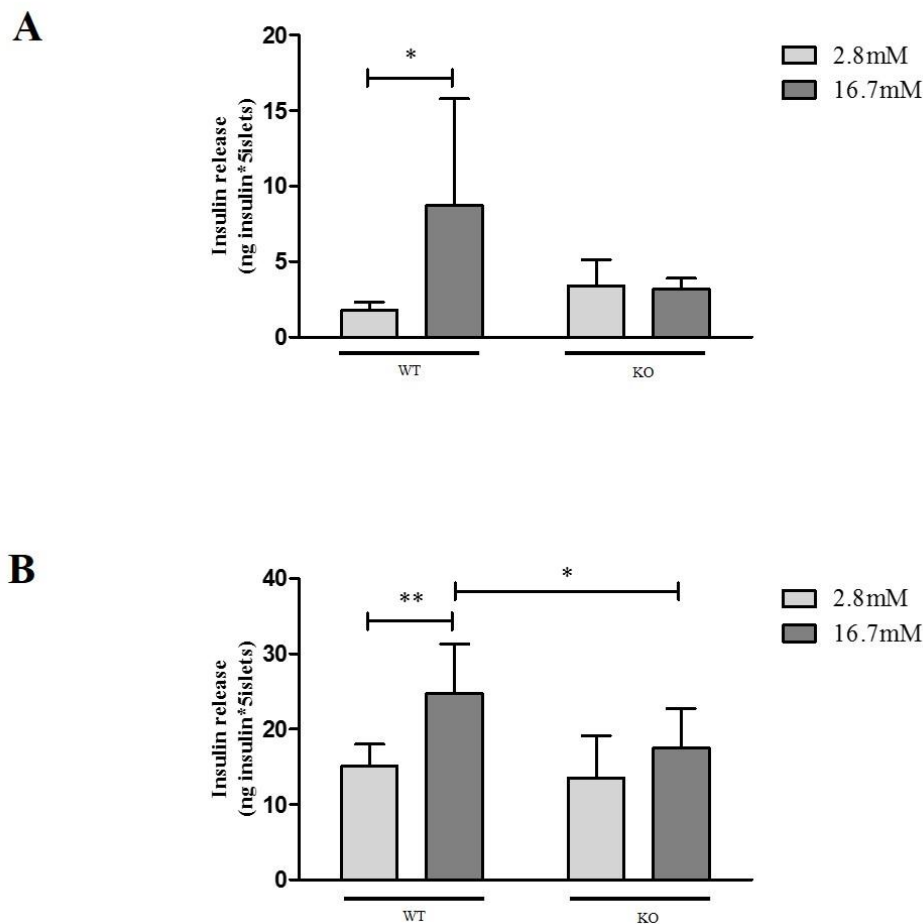 A
Insulin release
(ng insulin*5islets)
20
15
10
5
0
*
WT
KO
2.8mM
16.7mM
B
Insulin release
(ng insulin*5islets)
40
30
20
10
0
**
*
WT
KO
2.8mM
16.7mM